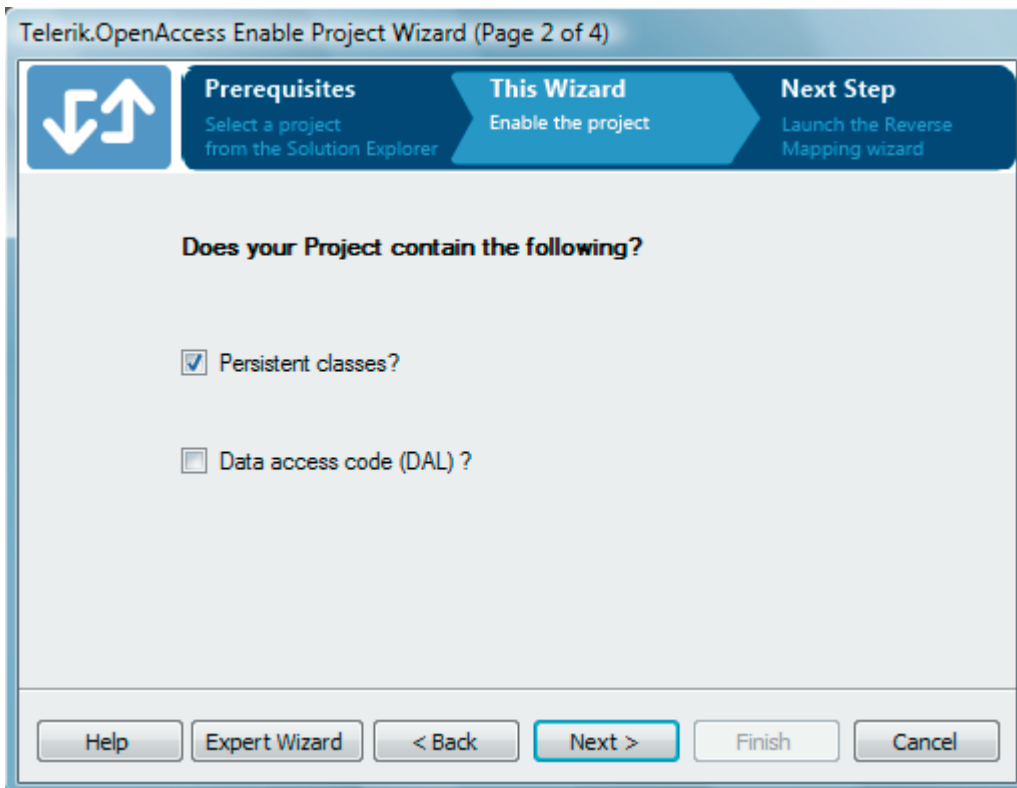 Telerik.OpenAccess Enable Project Wizard (Page 2 of 4)
Prerequisites
Select a project
from the Solution Explorer
This Wizard
Enable the project
Next Step
Launch the Reverse
Mapping wizard
Does your Project contain the following?
Persistent classes?
Data access code (DAL) ?
Help
Expert Wizard
< Back
Next >
Finish
Cancel